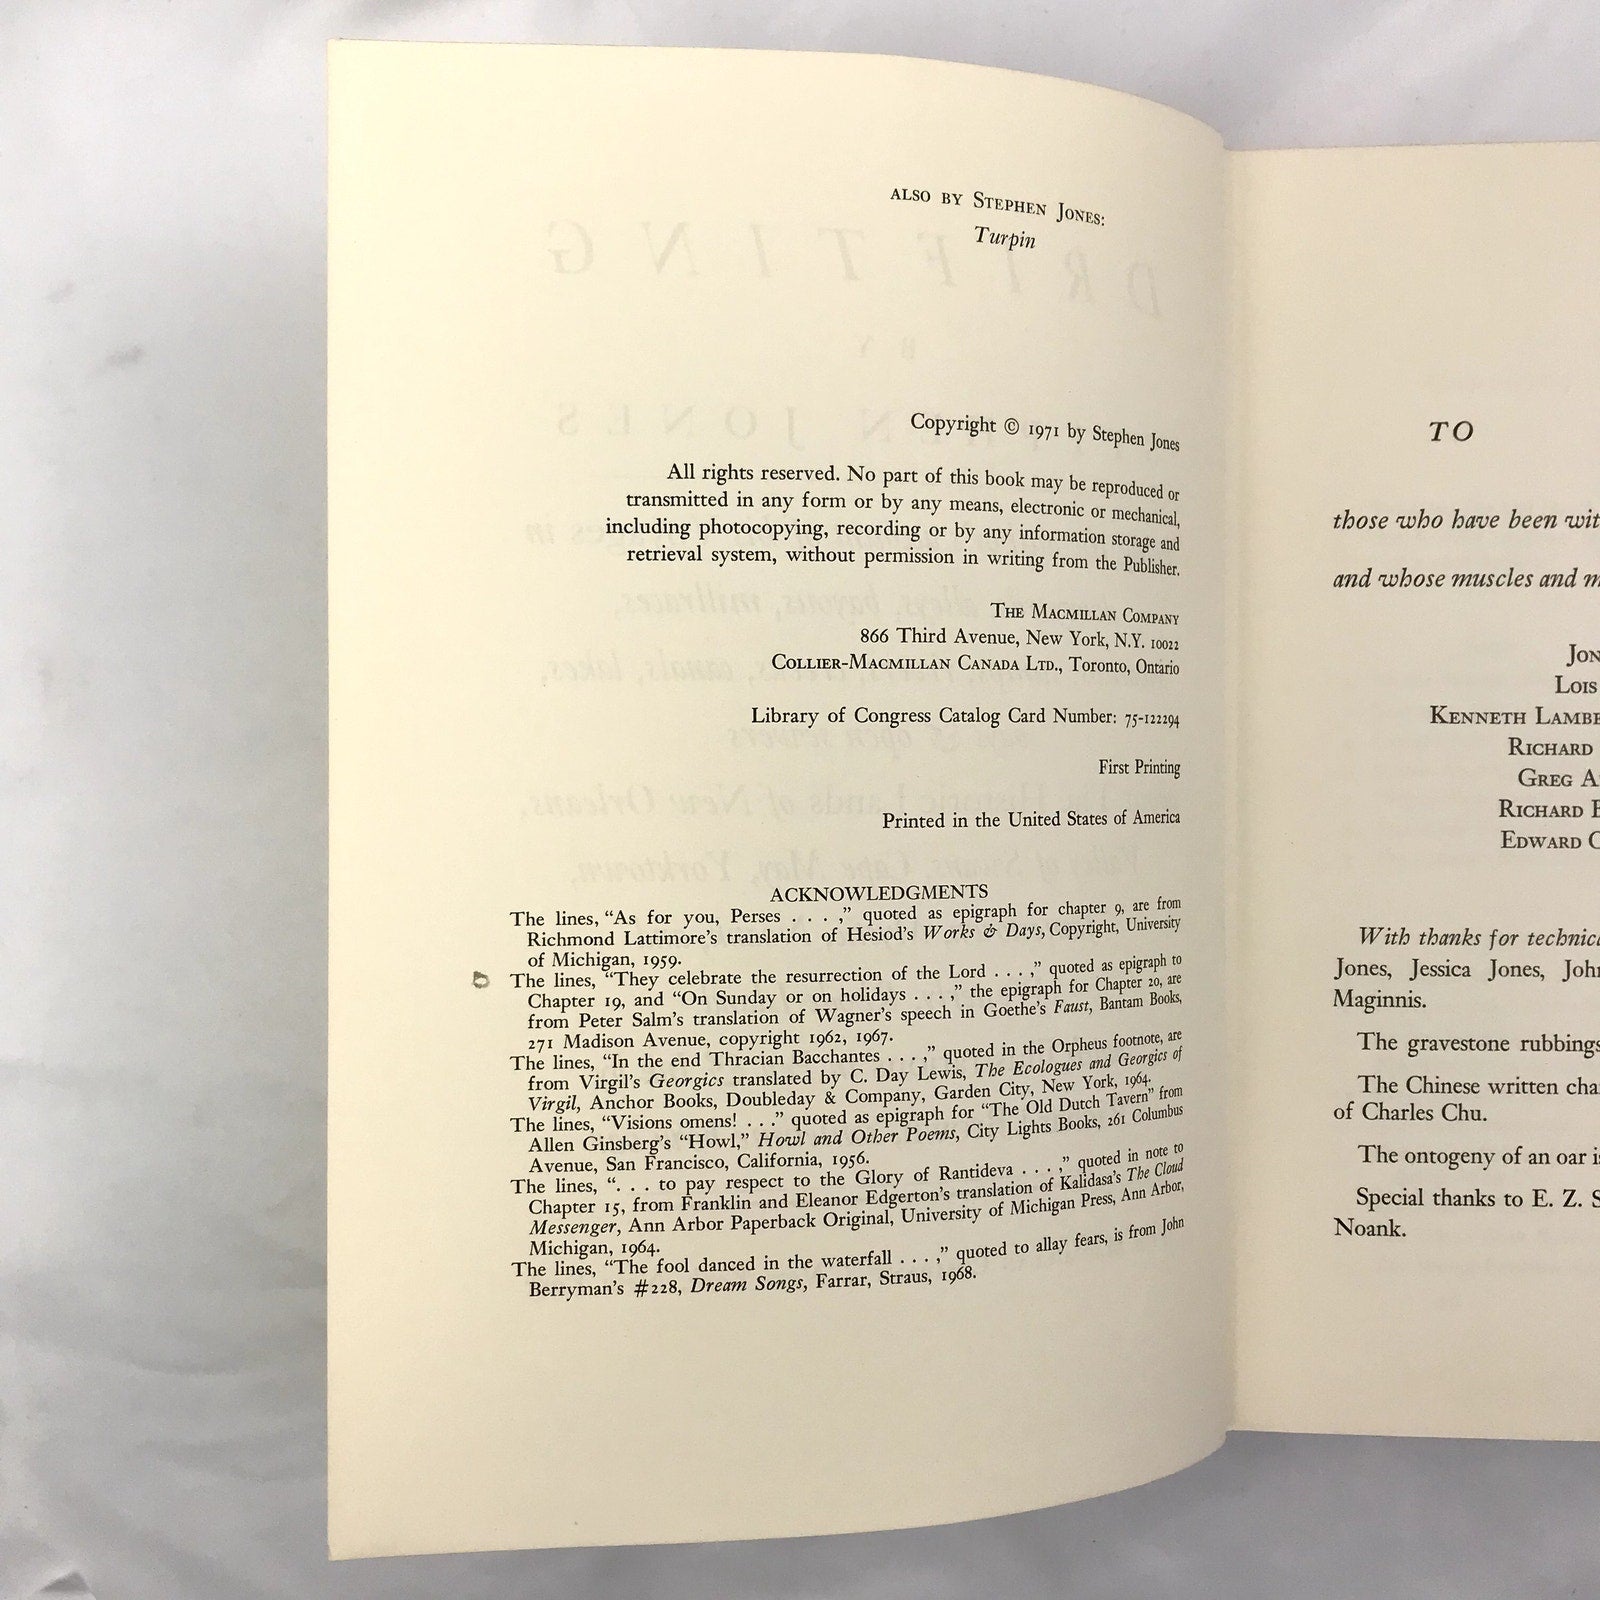 ALSO BY STEPHEN JONES:
Turpin
Copyright © 1971 by Stephen Jones
All rights reserved. No part of this book may be reproduced or
transmitted in any form or by any means, electronic or mechanical,
including photocopying, recording or by any information storage and
retrieval system, without permission in writing from the Publisher.
THE MACMILLAN COMPANY
866 Third Avenue, New York, N.Y. 10022
COLLIER-MACMILLAN CANADA LTD., Toronto, Ontario
Library of Congress Catalog Card Number: 75-122294
First Printing
Printed in the United States of America
ACKNOWLEDGMENTS
The lines, “As for you, Perses . . . ,” quoted as epigraph for chapter 9, are from
Richmond Lattimore’s translation of Hesiod’s Works & Days, Copyright, University
of Michigan, 1959.
The lines, “They celebrate the resurrection of the Lord . . . ,” quoted as epigraph to
Chapter 19, and “On Sunday or on holidays . . . ,” the epigraph for Chapter 20, are
from Peter Salm’s translation of Wagner’s speech in Goethe’s Faust, Bantam Books,
271 Madison Avenue, copyright 1962, 1967.
The lines, “In the end Thracian Bacchantes . . . ,” quoted in the Orpheus footnote, are
from Virgil’s Georgics translated by C. Day Lewis, The Ecologues and Georgics of
Virgil, Anchor Books, Doubleday & Company, Garden City, New York, 1964.
The lines, “Visions omens! . . .” quoted as epigraph for “The Old Dutch Tavern” from
Allen Ginsberg’s “Howl,” Howl and Other Poems, City Lights Books, 261 Columbus
Avenue, San Francisco, California, 1956.
The lines, “. . . to pay respect to the Glory of Rantideva . . . ,” quoted in note to
Chapter 15, from Franklin and Eleanor Edgerton’s translation of Kalidasa’s The Cloud
Messenger, Ann Arbor Paperback Original, University of Michigan Press, Ann Arbor,
Michigan, 1964.
The lines, “The fool danced in the waterfall . . . ,” quoted to allay fears, is from John
Berryman’s #228, Dream Songs, Farrar, Straus, 1968.
TO
those who have been wit
and whose muscles and m
JON
LOIS
KENNETH LAMBE
RICHARD
GREG A
RICHARD
EDWARD
With thanks for technica
Jones, Jessica Jones, John
Maginnis.
The gravestone rubbings
The Chinese written cha
of Charles Chu.
The ontogeny of an oar is
Special thanks to E. Z. S
Noank.